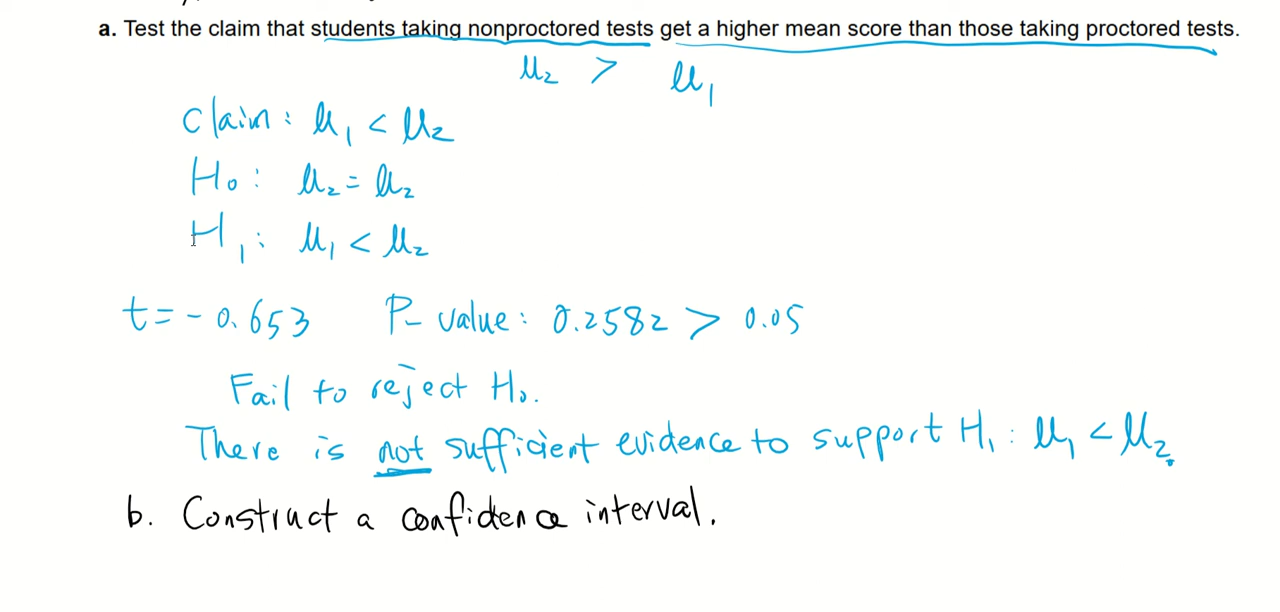 a. Test the claim that students taking nonproctored tests get a higher mean score than those taking proctored tests.
μ₂ > μ₁
Claim: μ₁ < μ₂
H₀: μ₂ = μ₂
H₁: μ₁ < μ₂
t = - 0.653 P- value: 0.2582 > 0.05
Fail to reject H₀.
There is not sufficient evidence to support H₁: μ₁ < μ₂.
b. Construct a confidence interval.